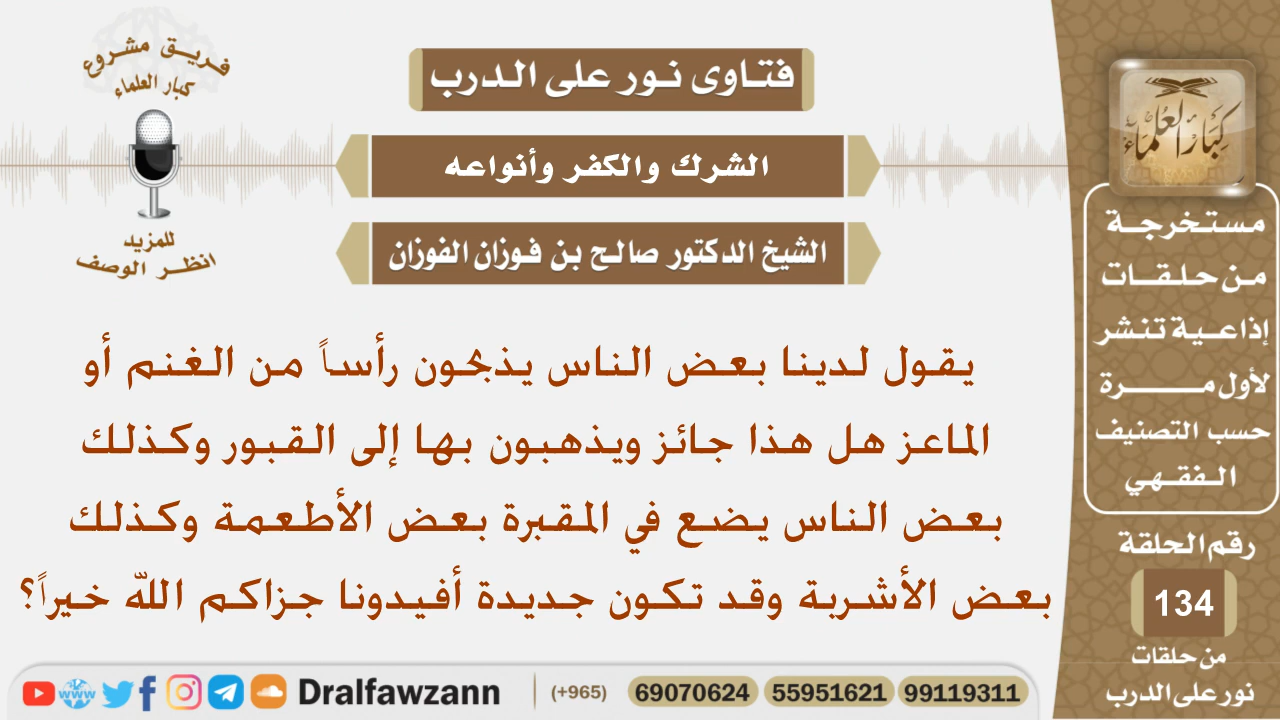 فريق مشروع
كبار العلماء
للمزيد
انظر الوصف
فتاوى نور على الدرب
الشرك والكفر وأنواعه
الشيخ الدكتور صالح بن فوزان الفوزان
يقول لدينا بعض الناس يذبحون رأساً من الغنم أو
الماعز هل هذا جائز ويذهبون بها إلى القبور وكذلك
بعض الناس يضع في المقبرة بعض الأطعمة وكذلك
بعض الأشربة وقد تكون جديدة أفيدونا جزاكم الله خيراً؟
كبار العلماء
مستخرجة
من حلقات
إذاعية تنشر
لأول مرة
حسب التصنيف
الفقهي
رقم الحلقة
134
من حلقات
نور على الدرب
www
Dralfawzann
(+965) 69070624 55951621 99119311